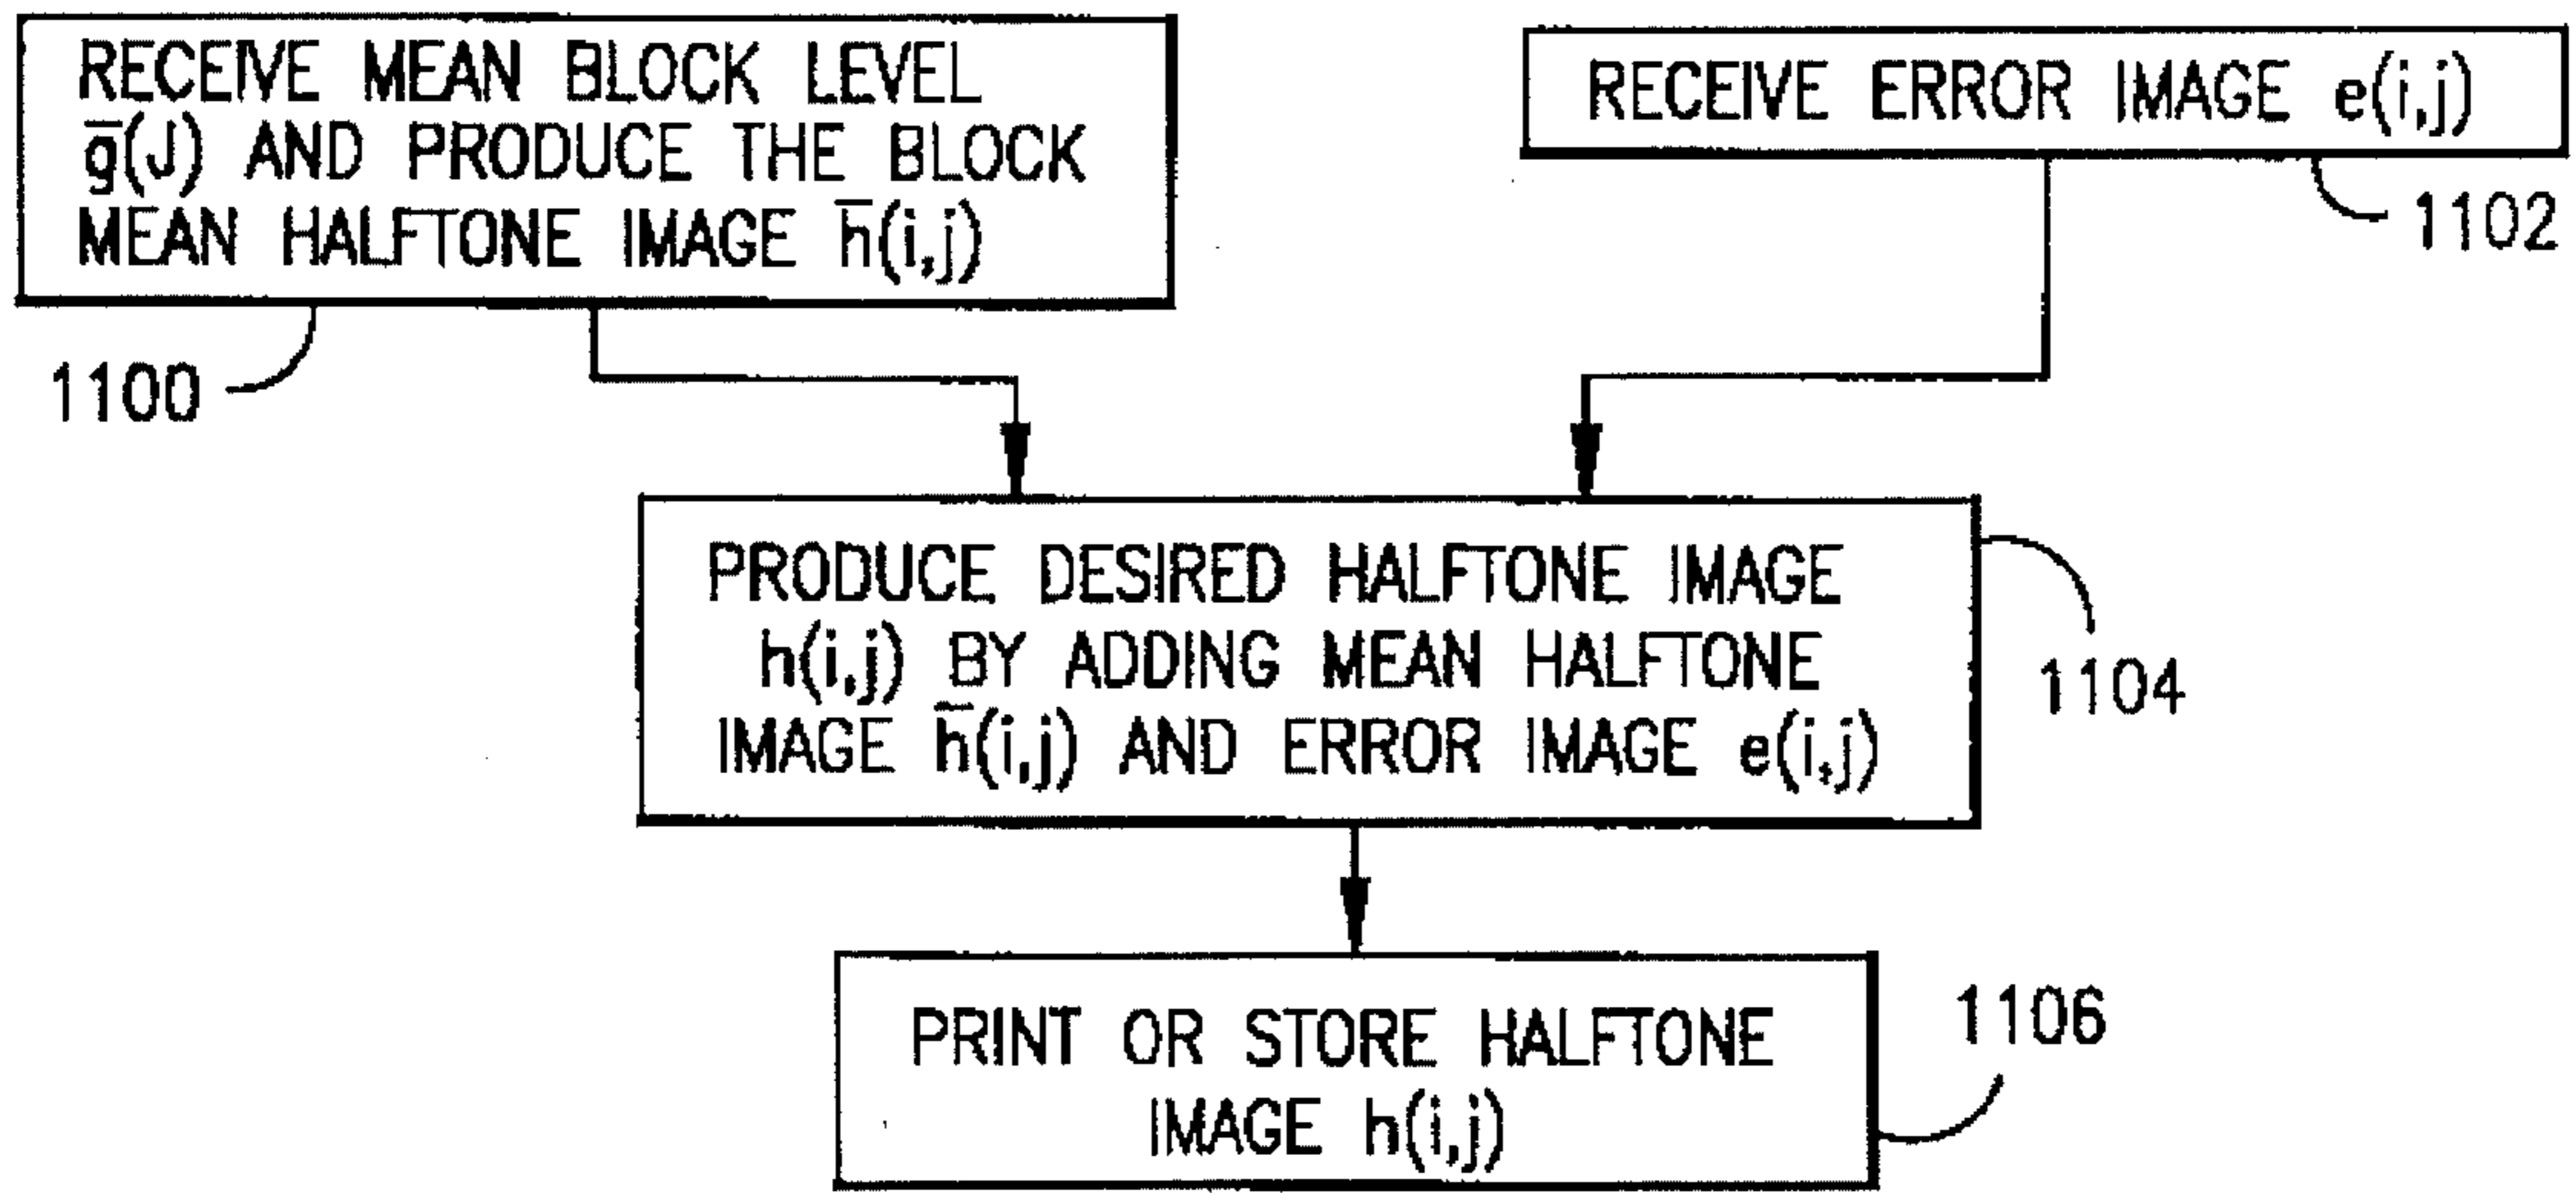 RECEIVE MEAN BLOCK LEVEL
g̅(J) AND PRODUCE THE BLOCK
MEAN HALFTONE IMAGE h̅(i,j)
1100
RECEIVE ERROR IMAGE e(i,j)
1102
PRODUCE DESIRED HALFTONE IMAGE
h(i,j) BY ADDING MEAN HALFTONE
IMAGE h̅(i,j) AND ERROR IMAGE e(i,j)
1104
PRINT OR STORE HALFTONE
IMAGE h(i,j)
1106